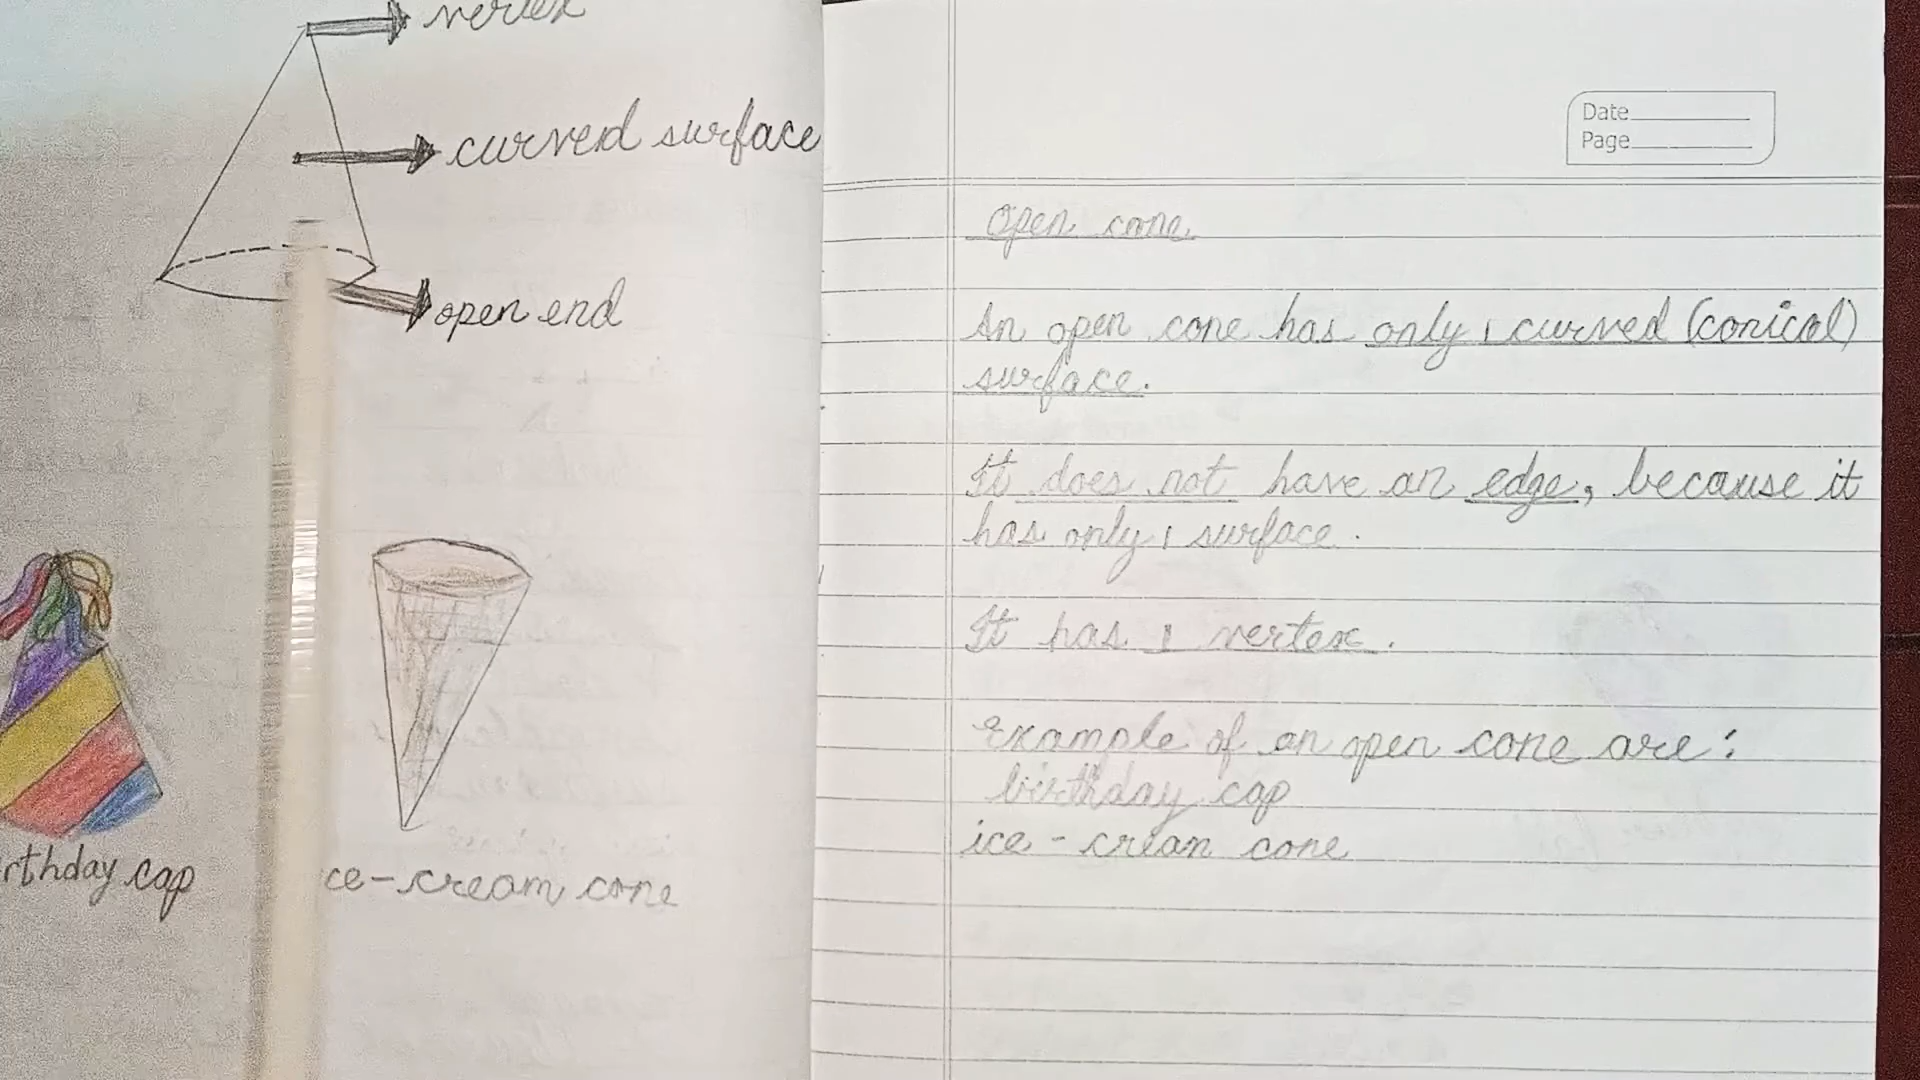 vertex
curved surface
open end
rthday cap
ce-cream cone
Date
Page
Open cone
An open cone has only 1 curved (conical)
surface.
It does not have an edge, because it
has only 1 surface.
It has 1 vertex.
Example of an open cone are:
birthday cap
ice-cream cone